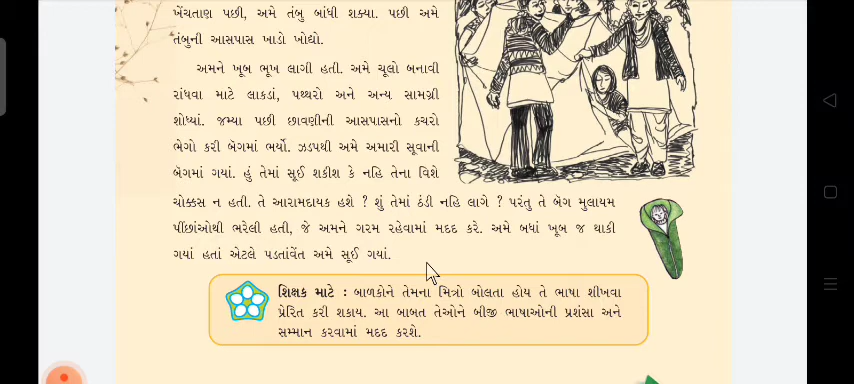 ખેંચતાણ પછી, અમે તંબુ બાંધી શક્યા. પછી અમે
તંબુની આસપાસ ખાડો ખોદ્યો.
અમને ખૂબ ભૂખ લાગી હતી. અમે ચૂલો બનાવી
રાંધવા માટે લાકડાં, પથ્થરો અને અન્ય સામગ્રી
શોધ્યાં. જમ્યા પછી છાવણીની આસપાસનો કચરો
ભેગો કરી બૅગમાં ભર્યો. ઝડપથી અમે અમારી સૂવાની
બૅગમાં ગયાં. હું તેમાં સૂઈ શકીશ કે નહિ તેના વિશે
ચોક્કસ ન હતી. તે આરામદાયક હશે ? શું તેમાં ઠંડી નહિ લાગે ? પરંતુ તે બૅગ મુલાયમ
પીંછાંઓથી ભરેલી હતી, જે અમને ગરમ રહેવામાં મદદ કરે. અમે બધાં ખૂબ જ થાકી
ગયાં હતાં એટલે પડતાંવેંત અમે સૂઈ ગયાં.
શિક્ષક માટે : બાળકોને તેમના મિત્રો બોલતા હોય તે ભાષા શીખવા
પ્રેરિત કરી શકાય. આ બાબત તેઓને બીજી ભાષાઓની પ્રશંસા અને
સમ્માન કરવામાં મદદ કરશે.